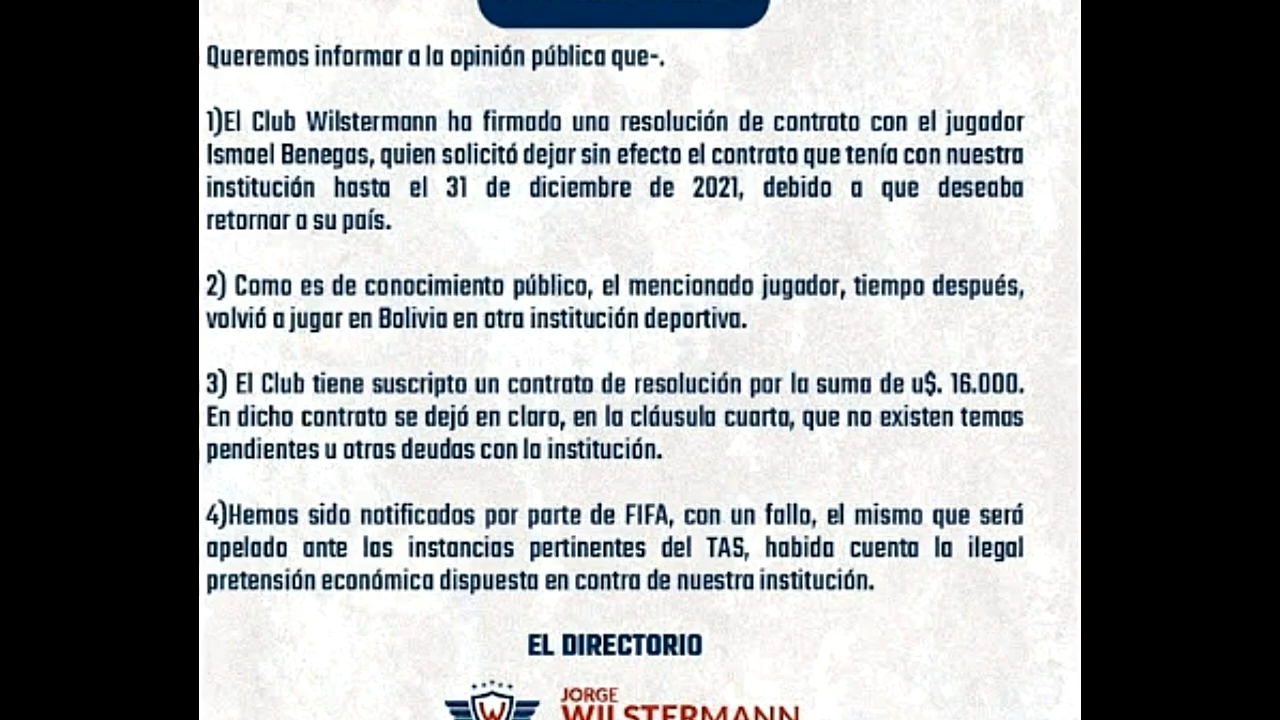 Queremos informar a la opinión pública que-.
1)El Club Wilstermann ha firmado una resolución de contrato con el jugador
Ismael Benegas, quien solicitó dejar sin efecto el contrato que tenía con nuestra
institución hasta el 31 de diciembre de 2021, debido a que deseaba
retornar a su país.
2) Como es de conocimiento público, el mencionado jugador, tiempo después,
volvió a jugar en Bolivia en otra institución deportiva.
3) El Club tiene suscripto un contrato de resolución por la suma de u$. 16.000.
En dicho contrato se dejó en claro, en la cláusula cuarta, que no existen temas
pendientes u otras deudas con la institución.
4)Hemos sido notificados por parte de FIFA, con un fallo, el mismo que será
apelado ante las instancias pertinentes del TAS, habida cuenta la ilegal
pretensión económica dispuesta en contra de nuestra institución.
EL DIRECTORIO
W
JORGE
WILSTERMANN